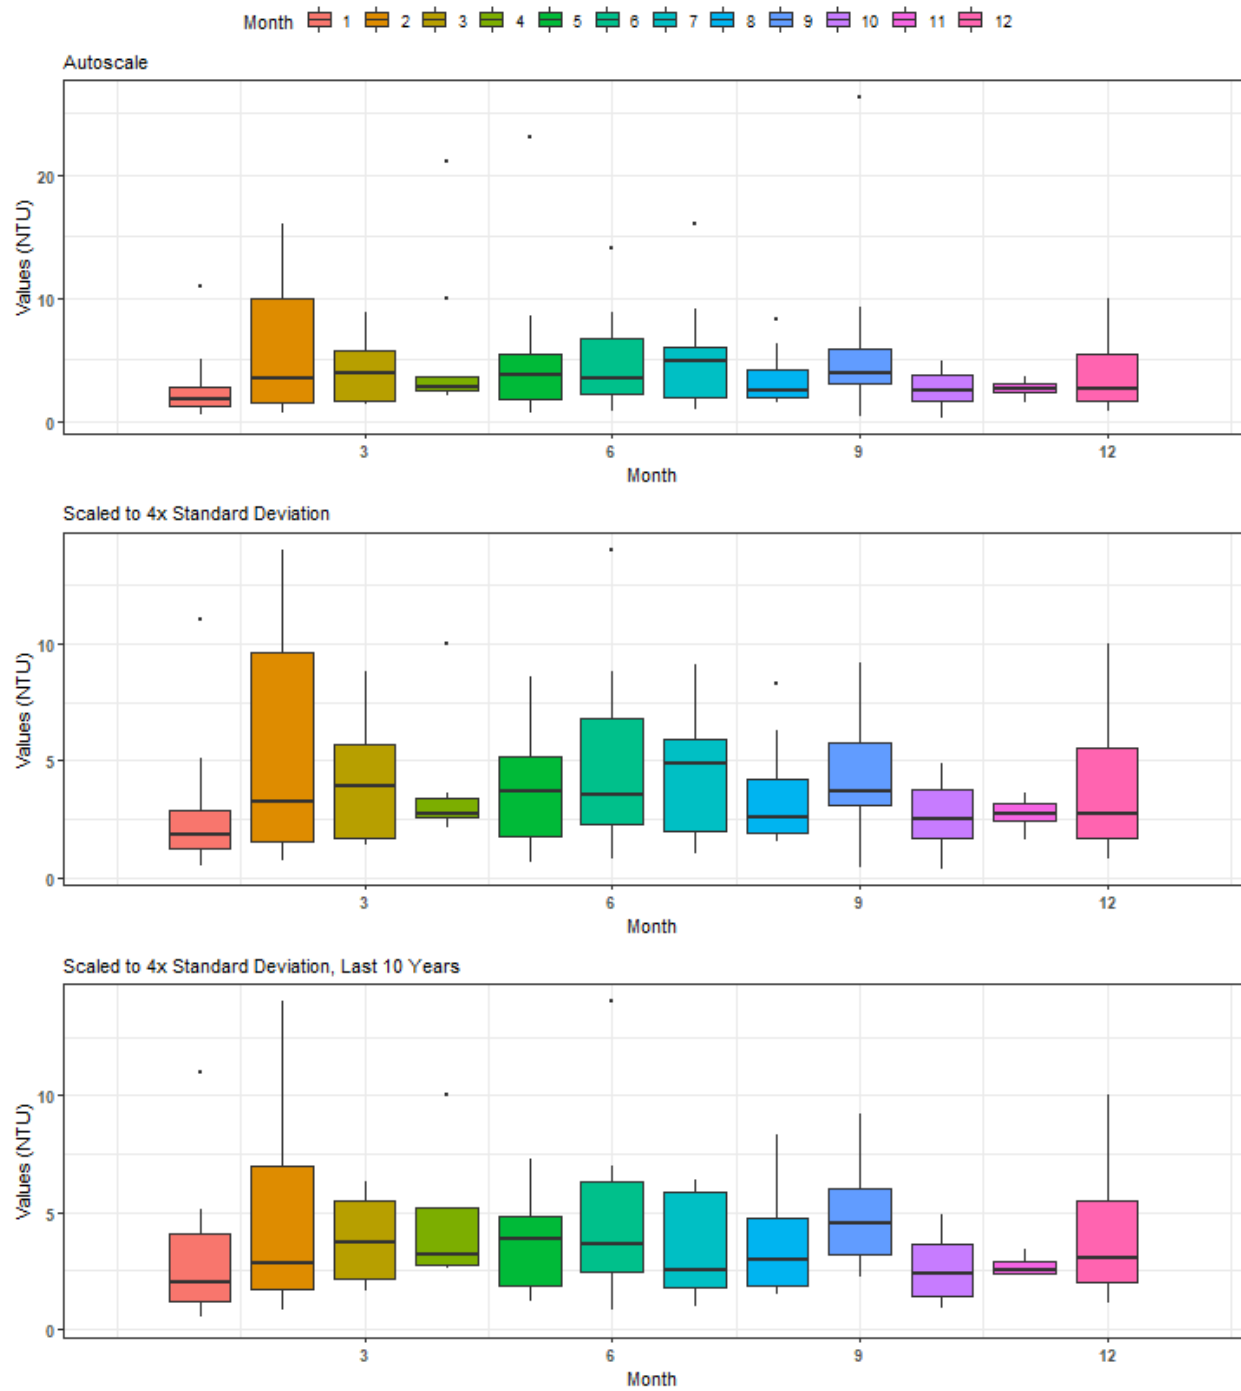 Month 1 2 3 4 5 6 7 8 9 10 11 12
Autoscale
Values (NTU)
20
10
0
3 6 9 12
Month
Scaled to 4x Standard Deviation
Values (NTU)
10
5
0
3 6 9 12
Month
Scaled to 4x Standard Deviation, Last 10 Years
Values (NTU)
10
5
0
3 6 9 12
Month